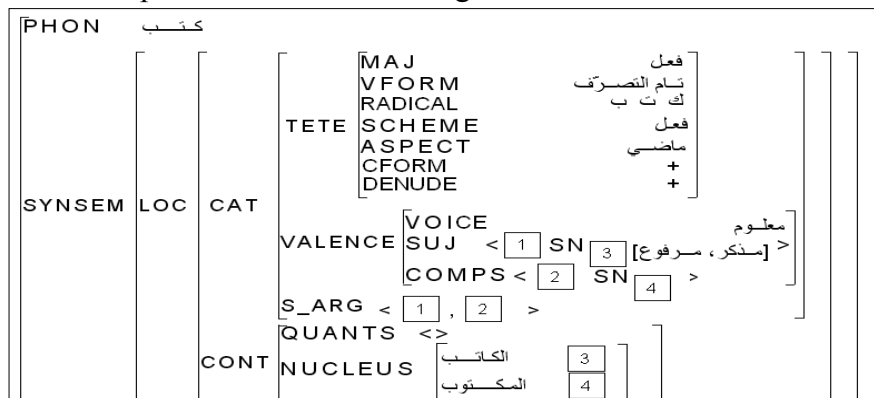 PHON كتب
MAJ فعل
VFORM تام التصرّف
RADICAL ك ت ب
TETE SCHEME فعل
ASPECT ماضي
CFORM +
DENUDE +
SYNSEM LOC CAT
VOICE معلوم
VALENCE SUJ < 1 SN 3 [مذكر، مرفوع] >
COMPS < 2 SN 4 >
S_ARG < 1 , 2 >
QUANTS <>
CONT NUCLEUS الكاتب 3
المكتوب 4